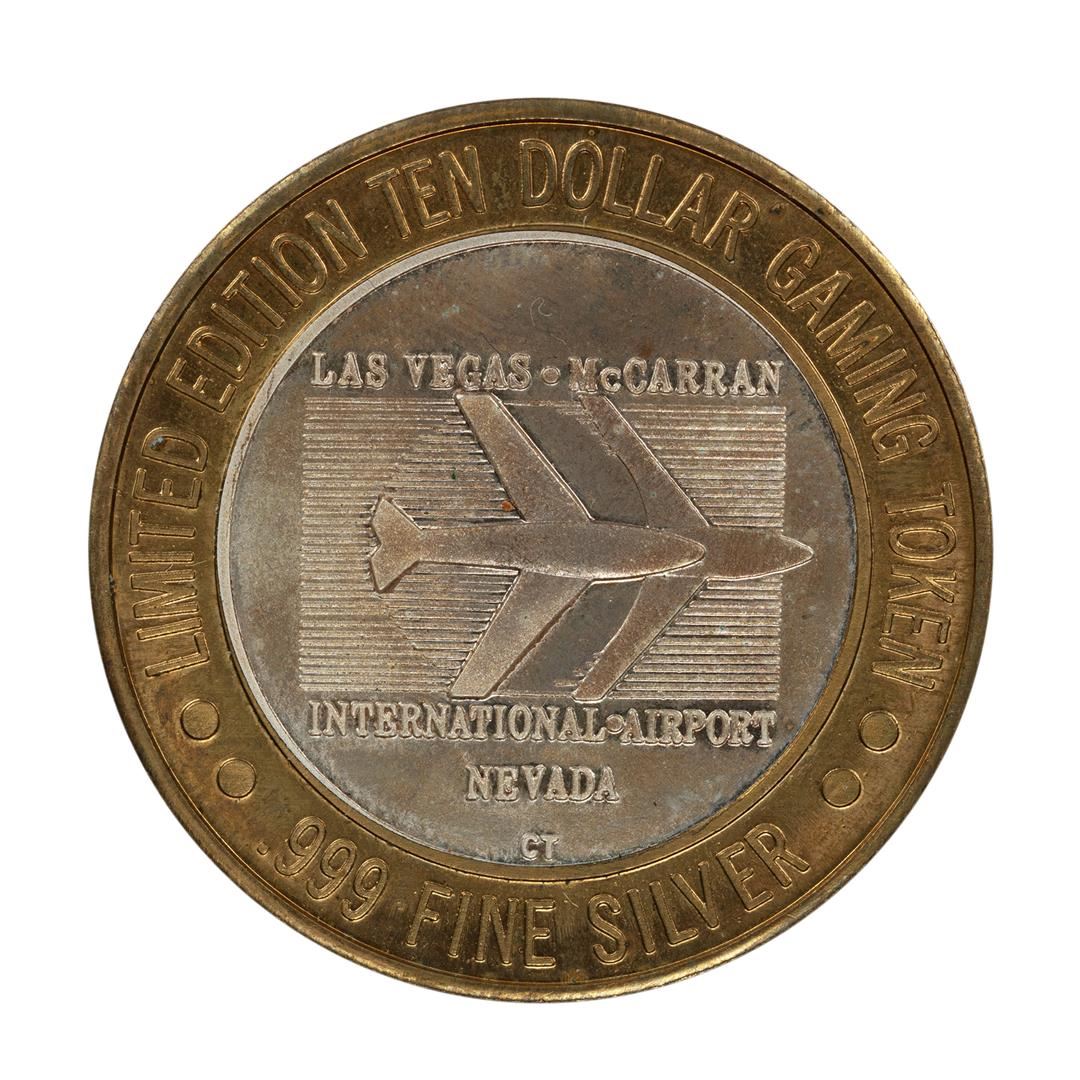 LIMITED EDITION TEN DOLLAR GAMING TOKEN
LAS VEGAS • McCARRAN
INTERNATIONAL • AIRPORT
NEVADA
CT
.999 FINE SILVER